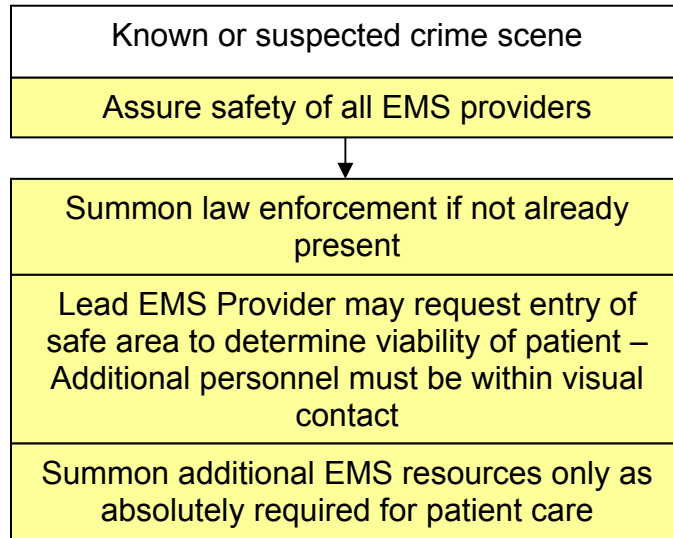 Known or suspected crime scene
Assure safety of all EMS providers
Summon law enforcement if not already
present
Lead EMS Provider may request entry of
safe area to determine viability of patient –
Additional personnel must be within visual
contact
Summon additional EMS resources only as
absolutely required for patient care